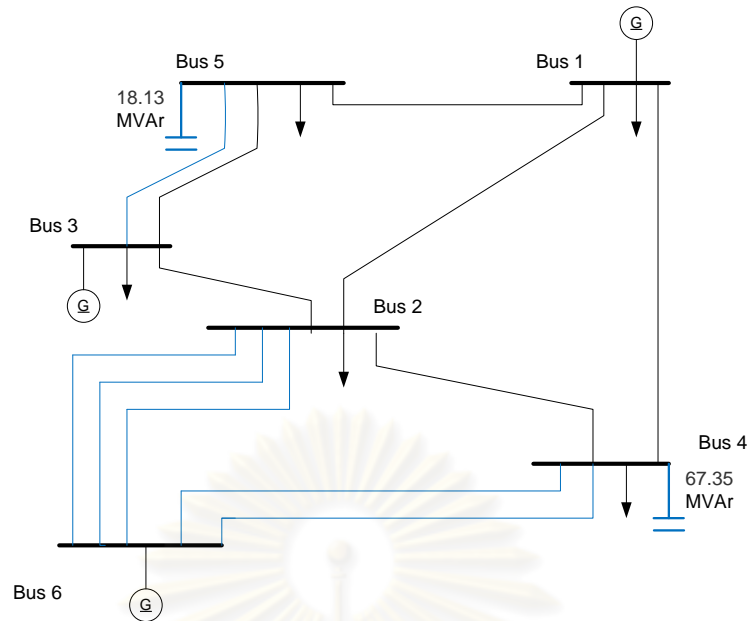 G
Bus 5
Bus 1
18.13
MVAr
Bus 3
G
Bus 2
Bus 4
67.35
MVAr
Bus 6
G